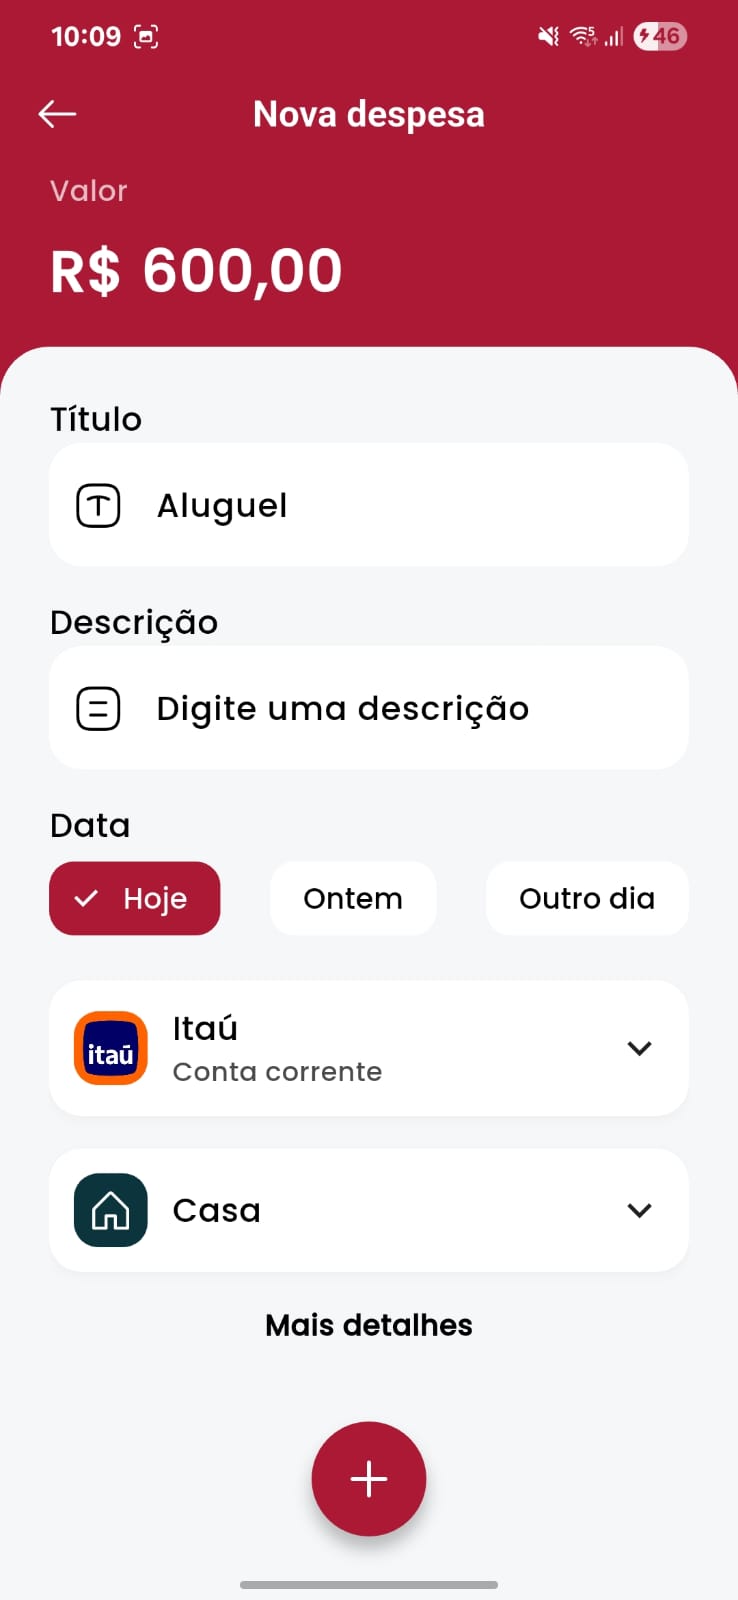 10:09
46
Nova despesa
Valor
R$ 600,00
Título
Aluguel
Descrição
Digite uma descrição
Data
Hoje
Ontem
Outro dia
itaú
Itaú
Conta corrente
Casa
Mais detalhes